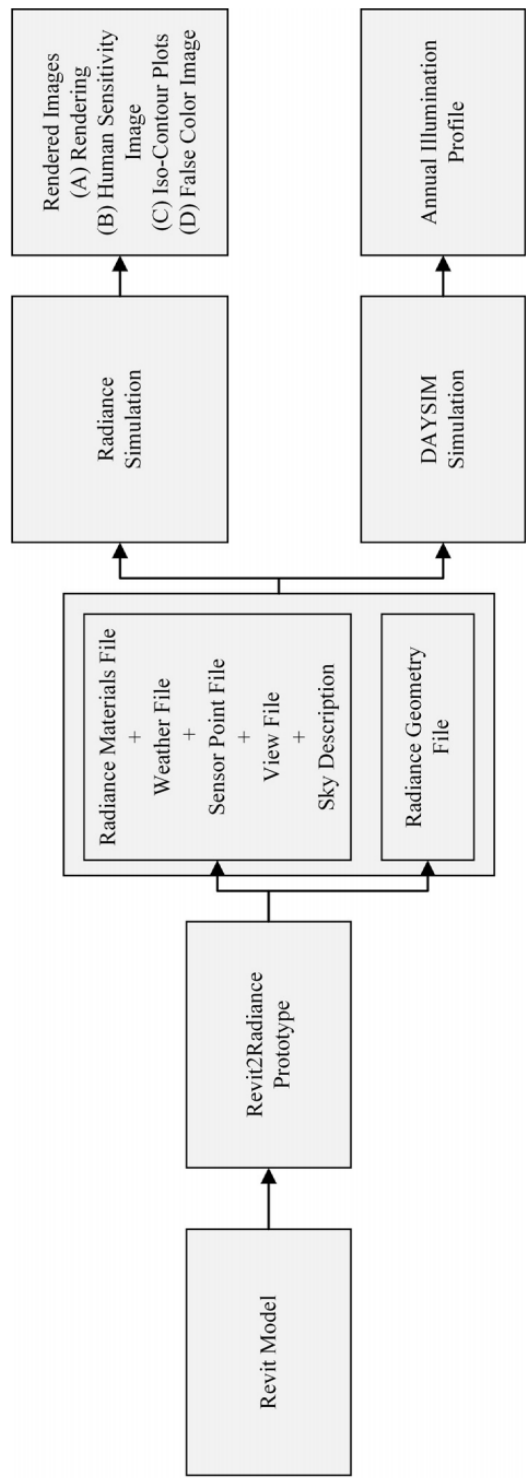 Revit Model
Revit2Radiance
Prototype
Radiance Materials File
+
Weather File
+
Sensor Point File
+
View File
+
Sky Description
Radiance Geometry
File
Radiance
Simulation
DAYSIM
Simulation
Rendered Images
(A) Rendering
(B) Human Sensitivity
Image
(C) Iso-Contour Plots
(D) False Color Image
Annual Illumination
Profile